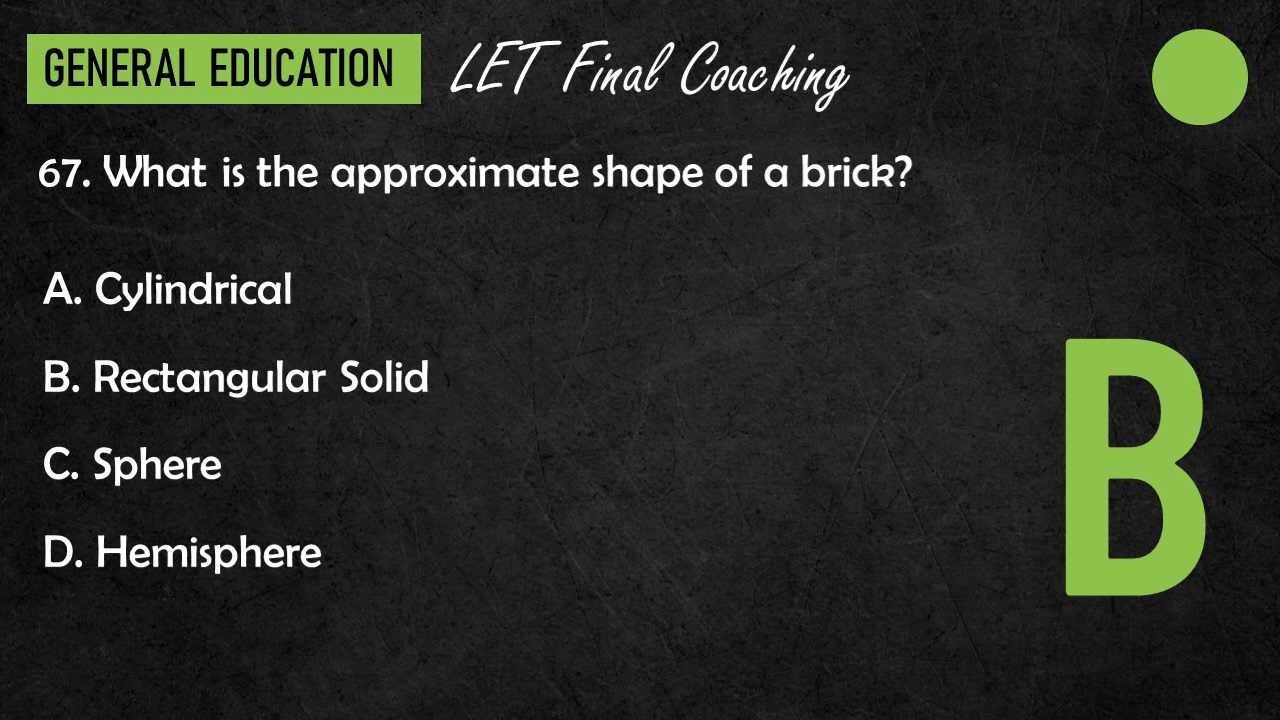 GENERAL EDUCATION LET Final Coaching
67. What is the approximate shape of a brick?
A. Cylindrical
B. Rectangular Solid
C. Sphere
D. Hemisphere
B